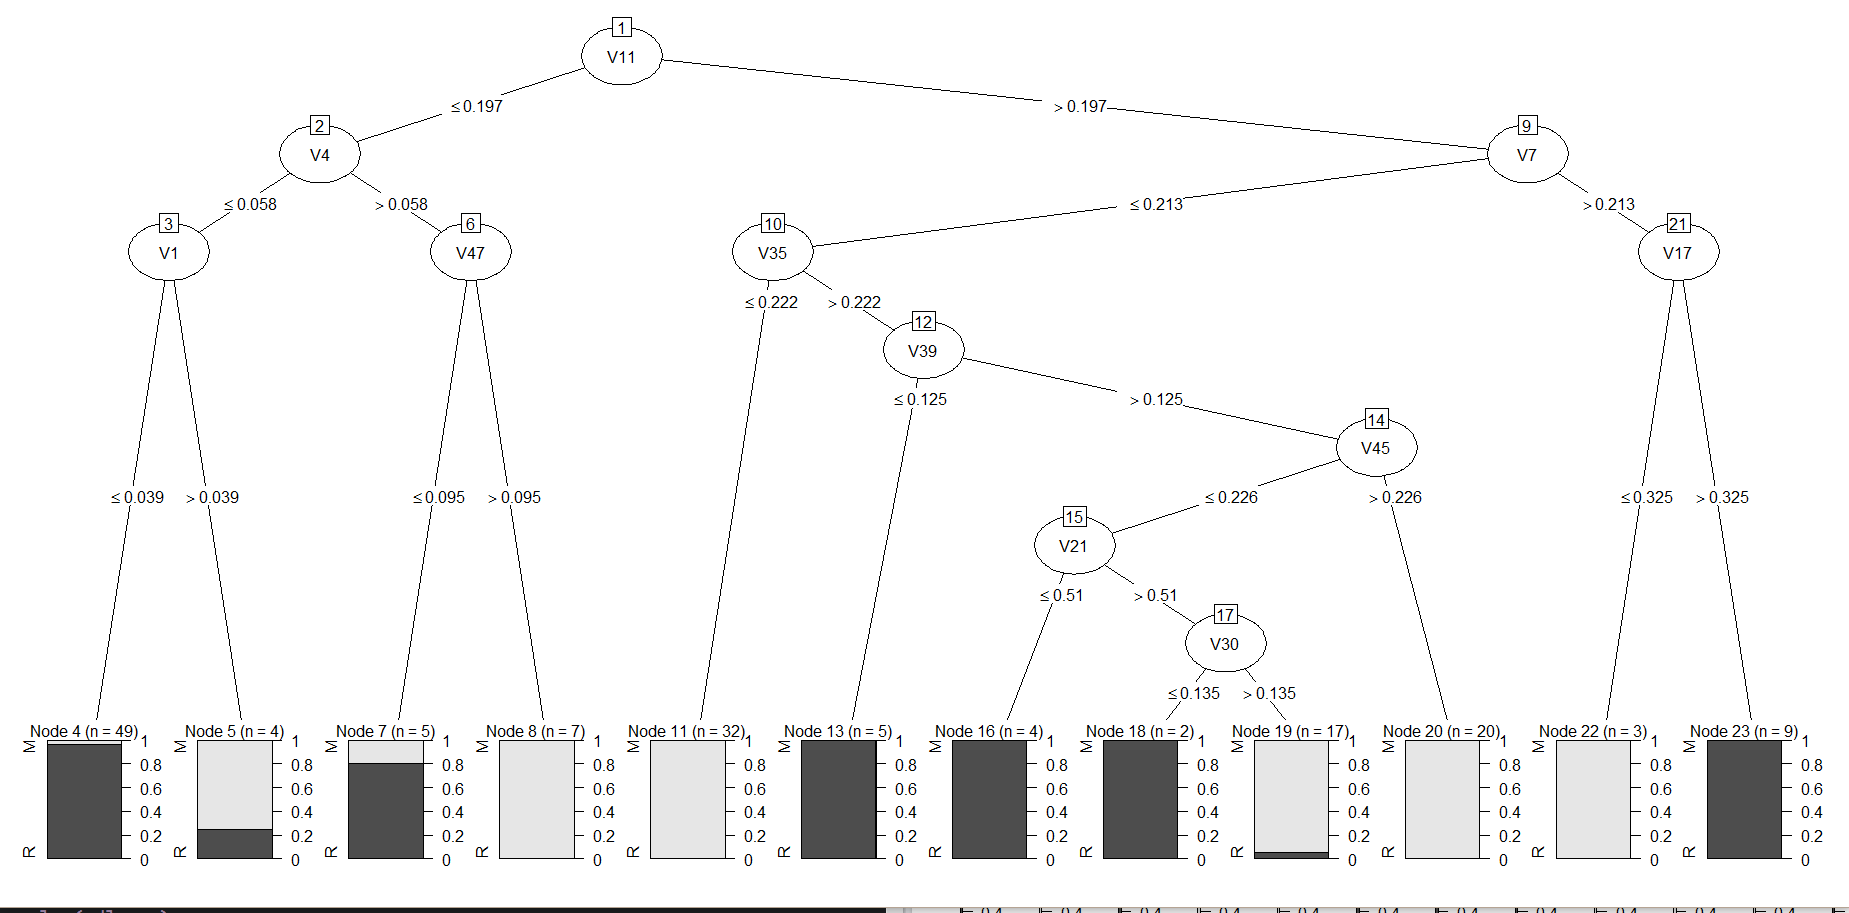 1
V11
≤ 0.197
> 0.197
2
V4
9
V7
≤ 0.058
> 0.058
≤ 0.213
> 0.213
3
V1
6
V47
10
V35
21
V17
≤ 0.222
> 0.222
12
V39
≤ 0.125
> 0.125
14
V45
≤ 0.039
> 0.039
≤ 0.095
> 0.095
≤ 0.226
> 0.226
≤ 0.325
> 0.325
15
V21
≤ 0.51
> 0.51
17
V30
≤ 0.135
> 0.135
Node 4 (n = 49)
M
R
1
0.8
0.6
0.4
0.2
0
Node 5 (n = 4)
M
R
1
0.8
0.6
0.4
0.2
0
Node 7 (n = 5)
M
R
1
0.8
0.6
0.4
0.2
0
Node 8 (n = 7)
M
R
1
0.8
0.6
0.4
0.2
0
Node 11 (n = 32)
M
R
1
0.8
0.6
0.4
0.2
0
Node 13 (n = 5)
M
R
1
0.8
0.6
0.4
0.2
0
Node 16 (n = 4)
M
R
1
0.8
0.6
0.4
0.2
0
Node 18 (n = 2)
M
R
1
0.8
0.6
0.4
0.2
0
Node 19 (n = 17)
M
R
1
0.8
0.6
0.4
0.2
0
Node 20 (n = 20)
M
R
1
0.8
0.6
0.4
0.2
0
Node 22 (n = 3)
M
R
1
0.8
0.6
0.4
0.2
0
Node 23 (n = 9)
M
R
1
0.8
0.6
0.4
0.2
0